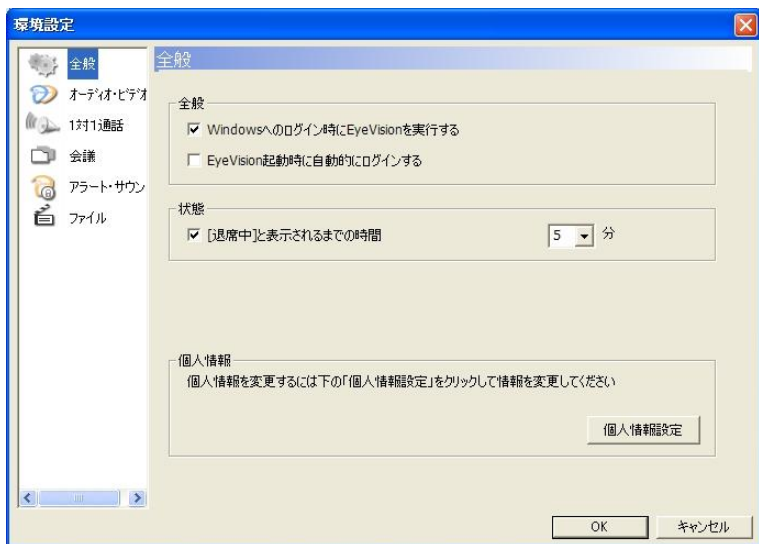 環境設定
全般
オーディオ・ビデオ
1対1通話
会議
アラート・サウン
ファイル
全般
全般
Windowsへのログイン時にEyeVisionを実行する
EyeVision起動時に自動的にログインする
状態
[退席中]と表示されるまでの時間 5 分
個人情報
個人情報を変更するには下の「個人情報設定」をクリックして情報を変更してください
個人情報設定
OK キャンセル